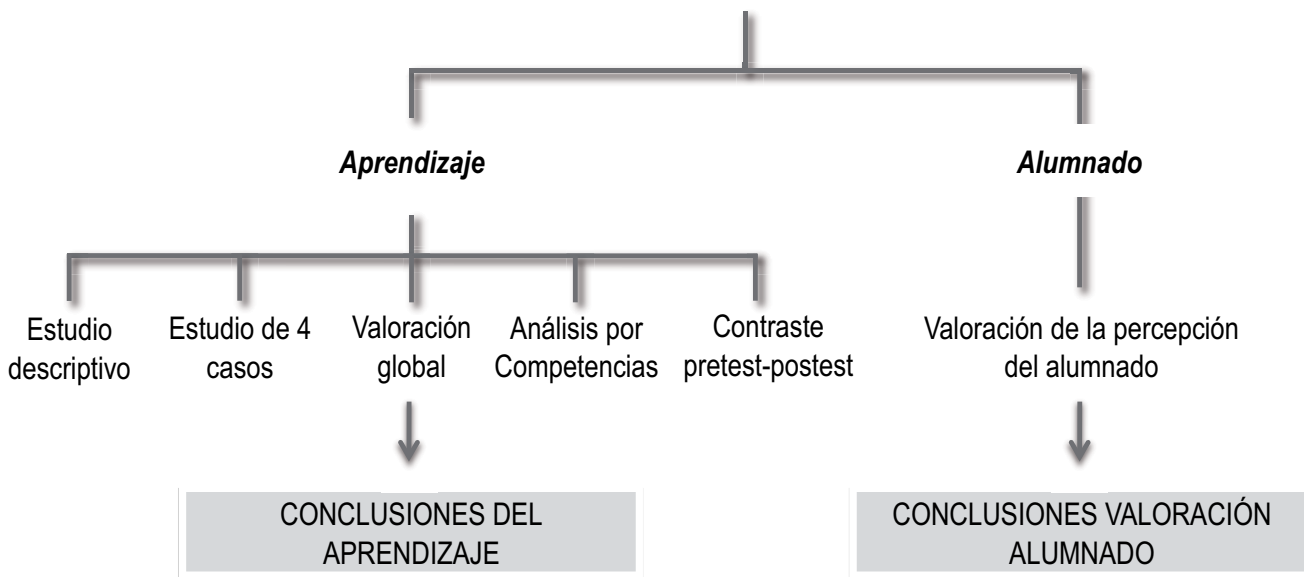 Aprendizaje
Alumnado
Estudio
descriptivo
Estudio de 4
casos
Valoración
global
Análisis por
Competencias
Contraste
pretest-postest
Valoración de la percepción
del alumnado
CONCLUSIONES DEL
APRENDIZAJE
CONCLUSIONES VALORACIÓN
ALUMNADO